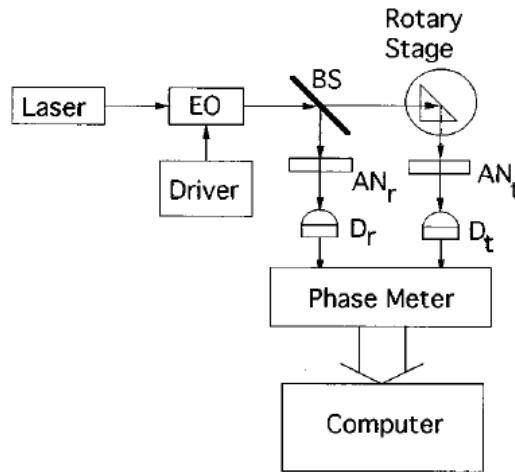 Rotary
Stage
BS
Laser
EO
Driver
AN_r
AN_t
D_r
D_t
Phase Meter
Computer